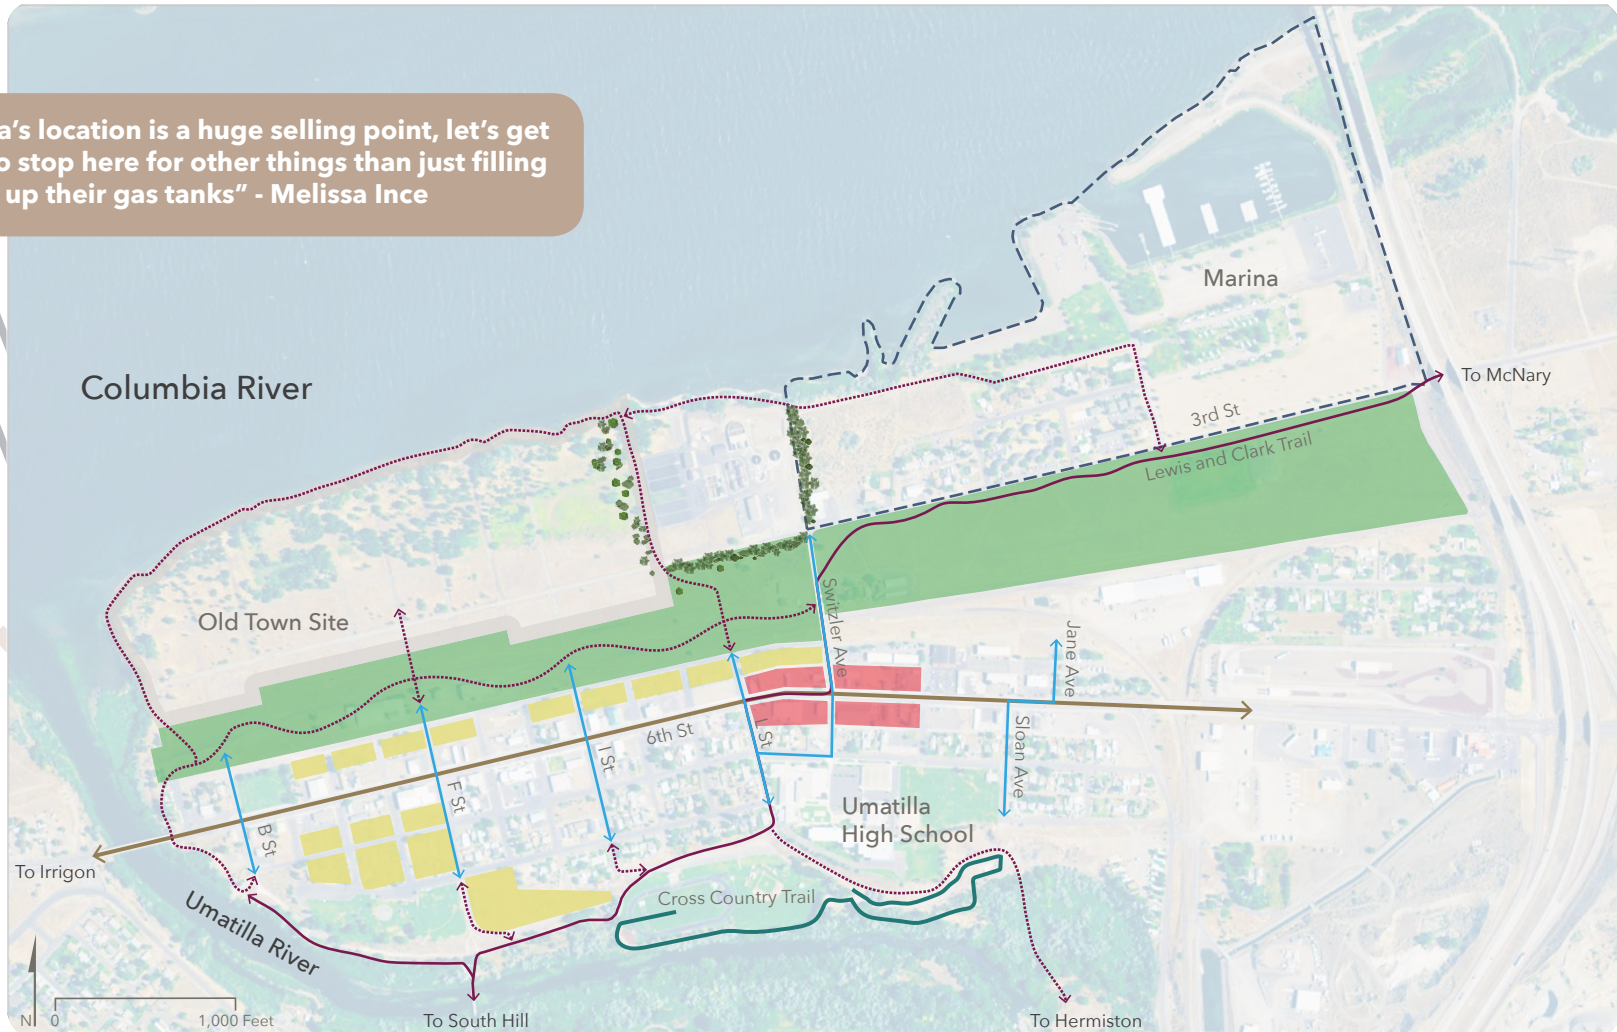 a’s location is a huge selling point, let’s get
o stop here for other things than just filling
up their gas tanks” - Melissa Ince
Marina
To McNary
Columbia River
3rd St
Lewis and Clark Trail
Old Town Site
Switzler Ave
Jane Ave
6th St
L St
I St
Sloan Ave
F St
B St
Umatilla
High School
To Irrigon
Cross Country Trail
Umatilla River
N
0
1,000 Feet
To South Hill
To Hermiston